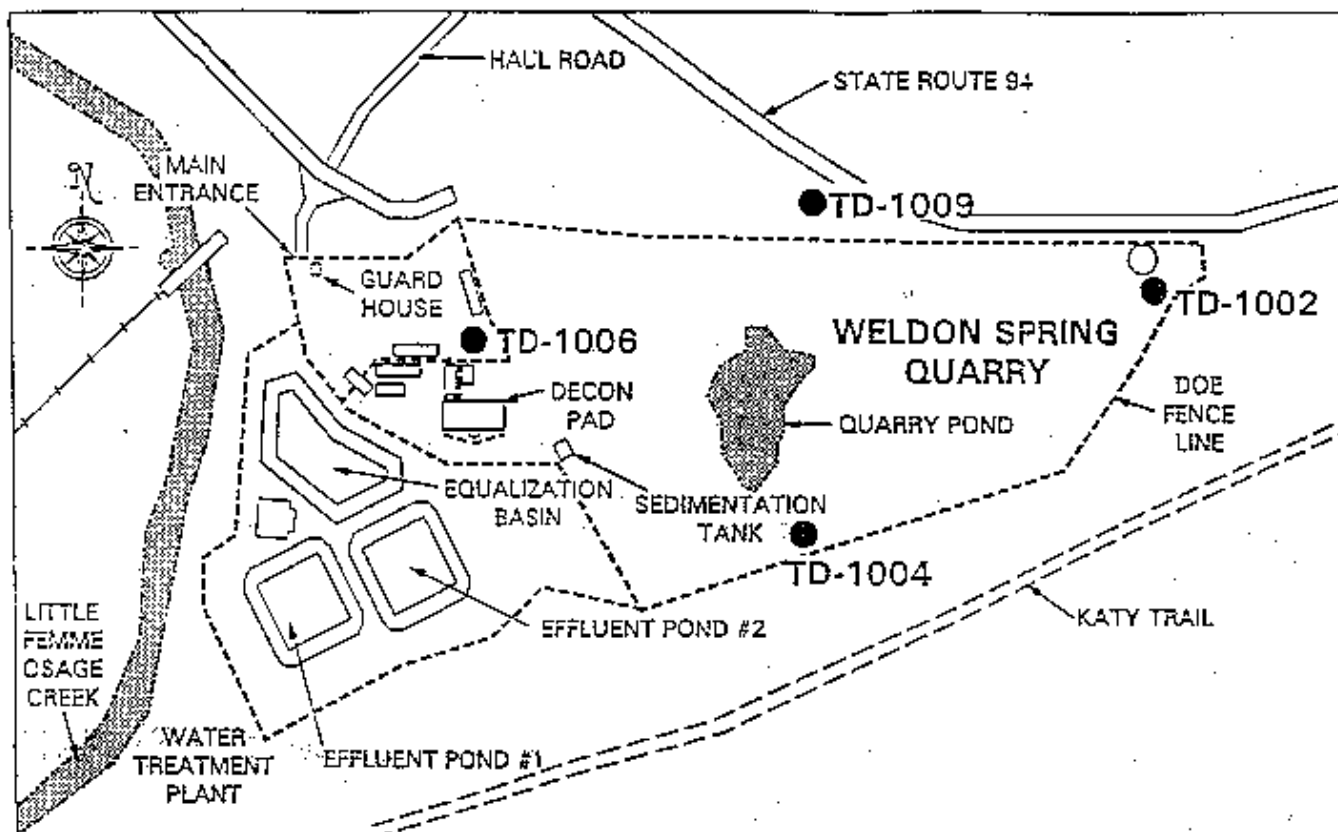 HAUL ROAD
STATE ROUTE 94
MAIN
ENTRANCE
N
TD-1009
GUARD
HOUSE
TD-1002
TD-1006
WELDON SPRING
QUARRY
DECON
PAD
DOE
FENCE
LINE
QUARRY POND
EQUALIZATION
BASIN
SEDIMENTATION
TANK
TD-1004
LITTLE
FEMME
OSAGE
CREEK
EFFLUENT POND #2
KATY TRAIL
WATER
TREATMENT
PLANT
EFFLUENT POND #1